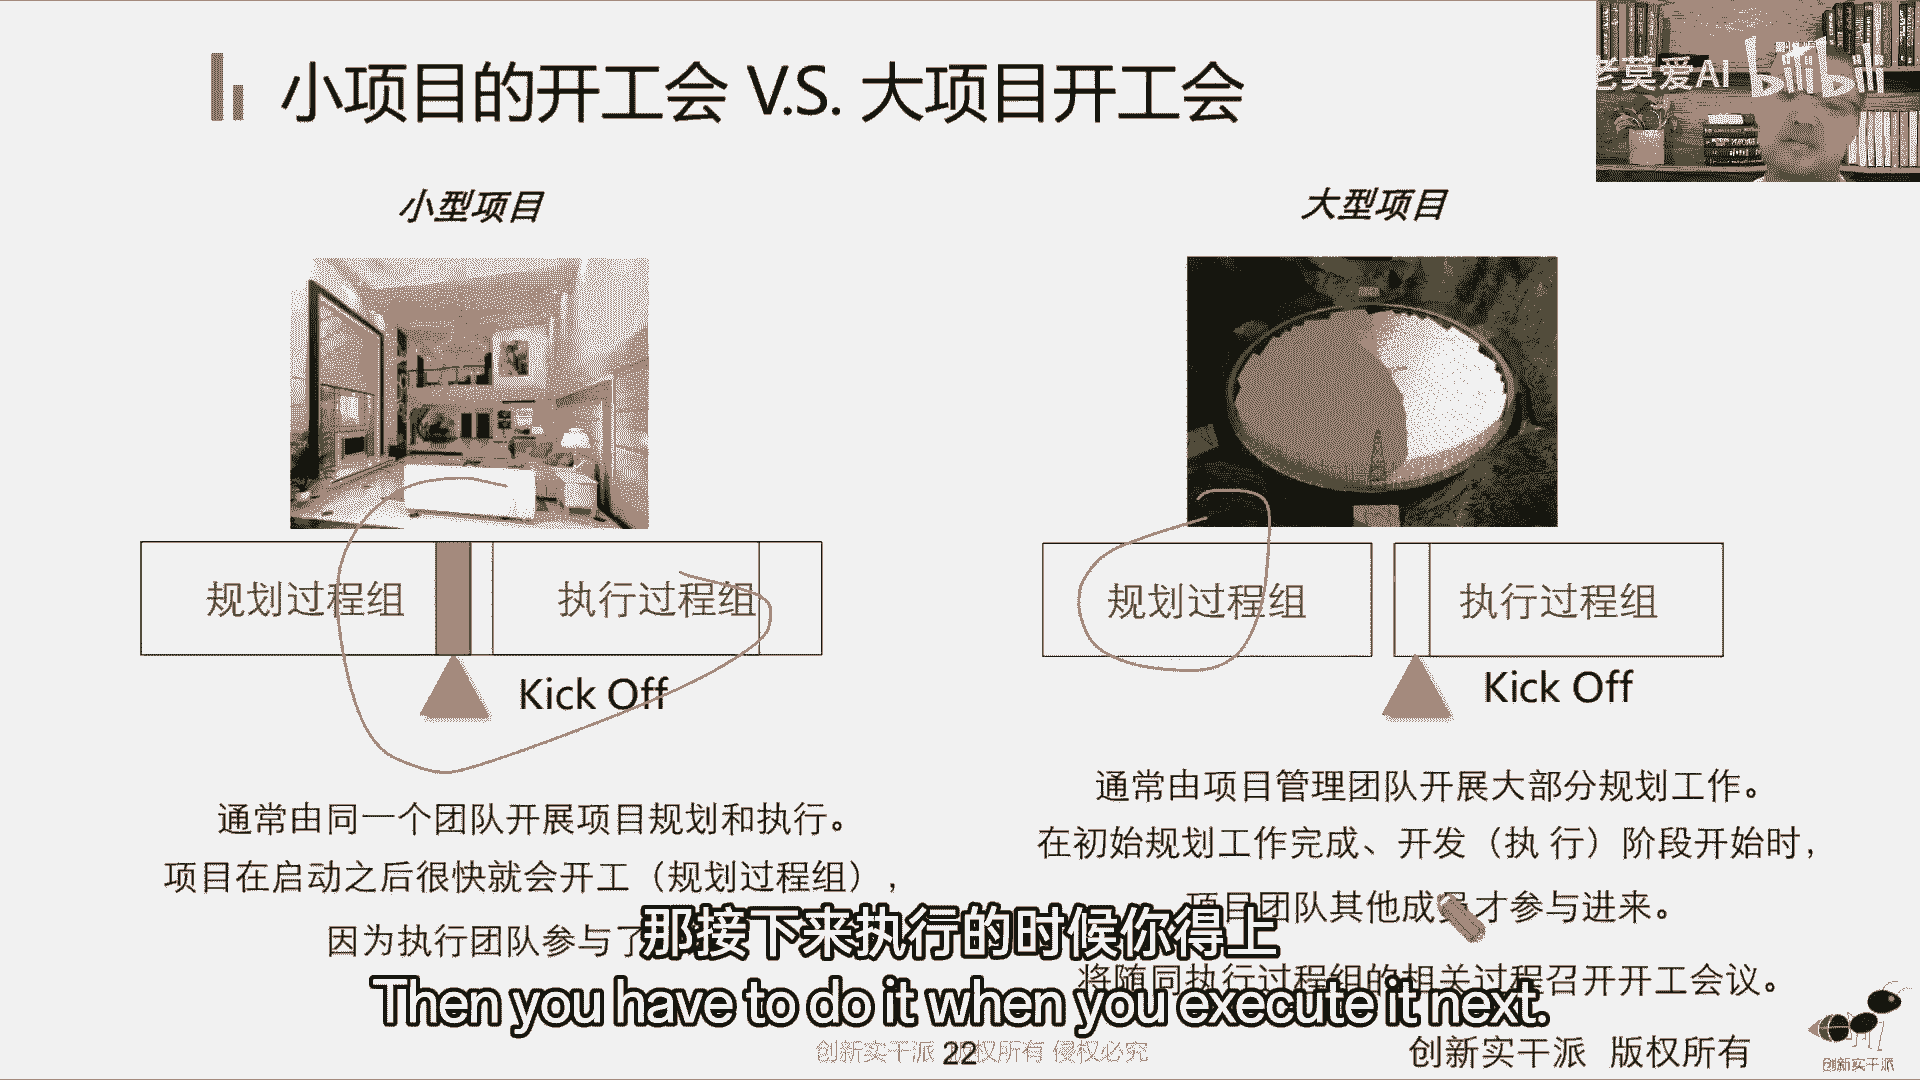 小项目的开工会 V.S. 大项目开工会
老莫爱AI
bilibili
小型项目
大型项目
规划过程组
执行过程组
Kick Off
规划过程组
执行过程组
Kick Off
通常由同一个团队开展项目规划和执行。
项目在启动之后很快就会开工（规划过程组），
因为执行团队参与了
通常由项目管理团队开展大部分规划工作。
在初始规划工作完成、开发（执 行）阶段开始时，
项目团队其他成员才参与进来。
将随同执行过程组的相关过程召开开工会议。
那接下来执行的时候你得上
Then you have to do it when you execute it next.
创新实干派 版权所有 侵权必究
22
创新实干派 版权所有
创新实干派